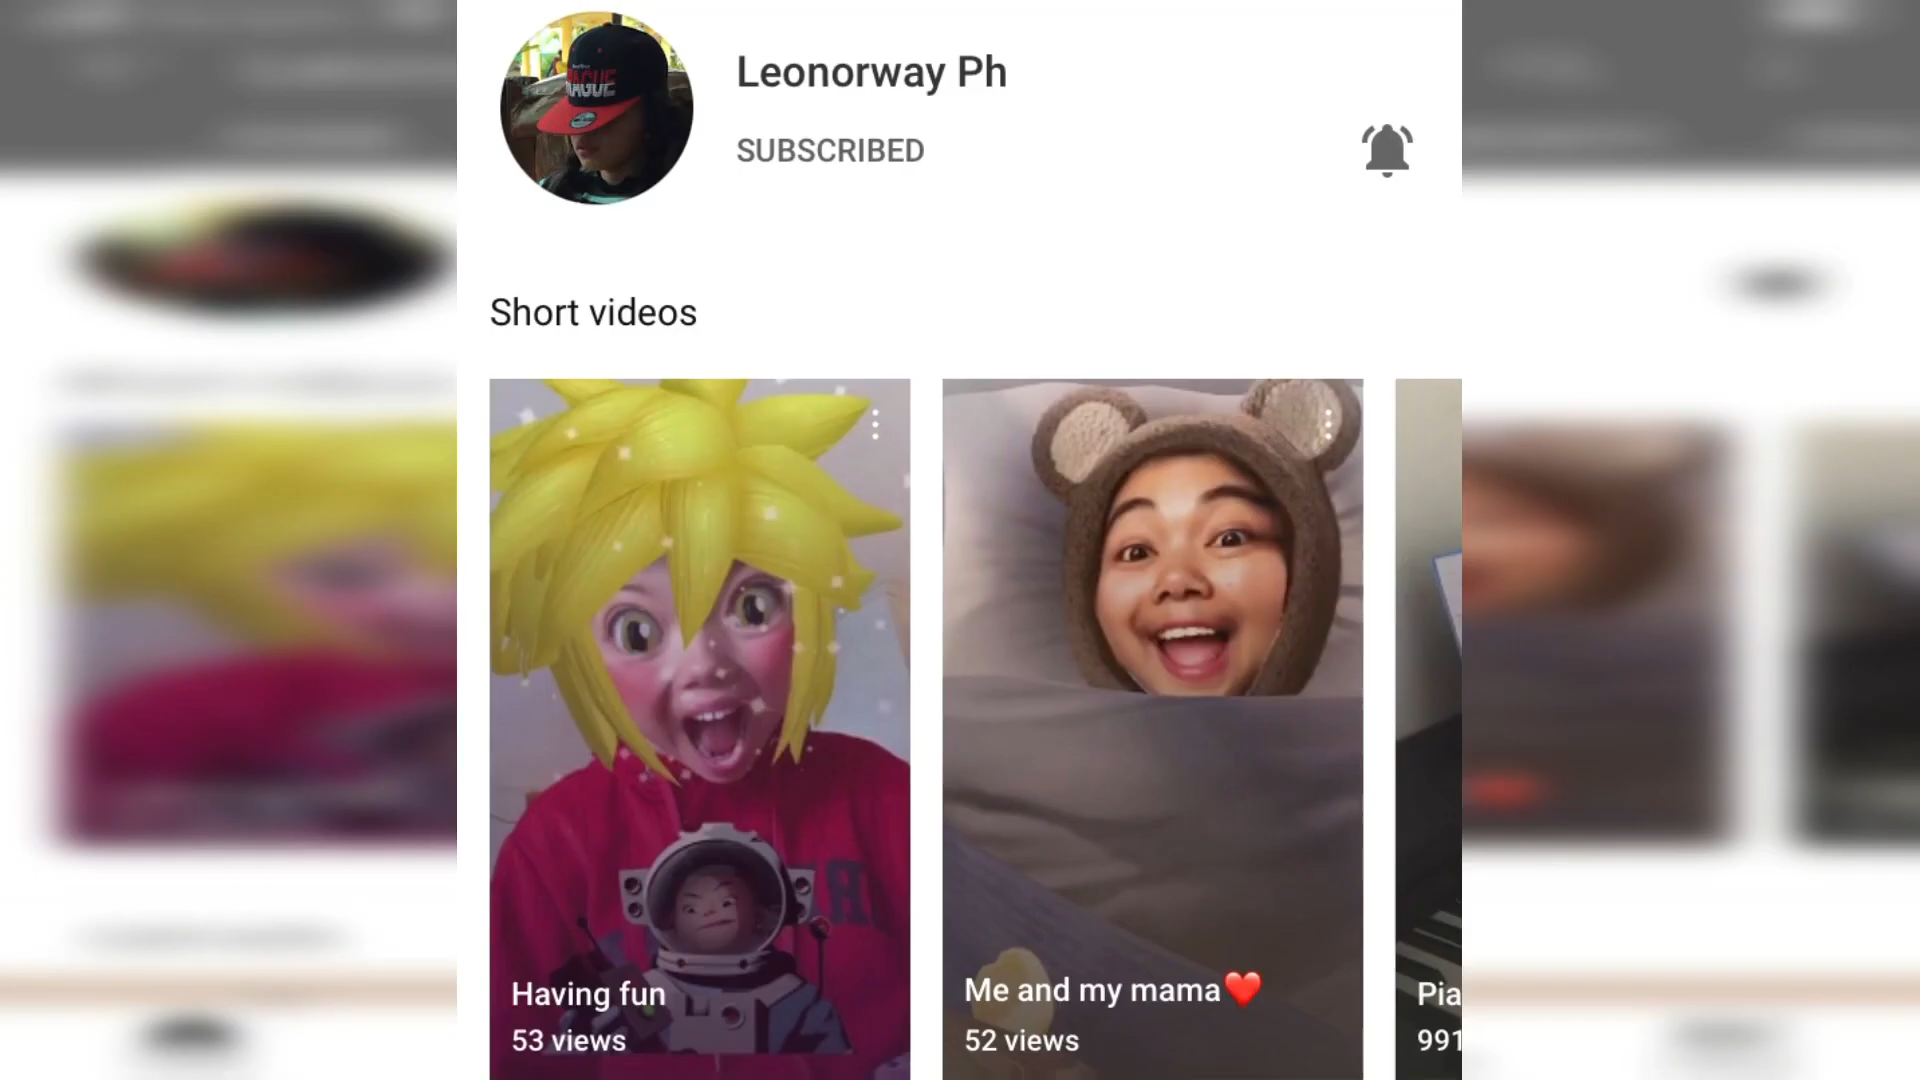 Leonorway Ph
SUBSCRIBED
Short videos
Having fun
53 views
Me and my mama❤️
52 views
Pia
991